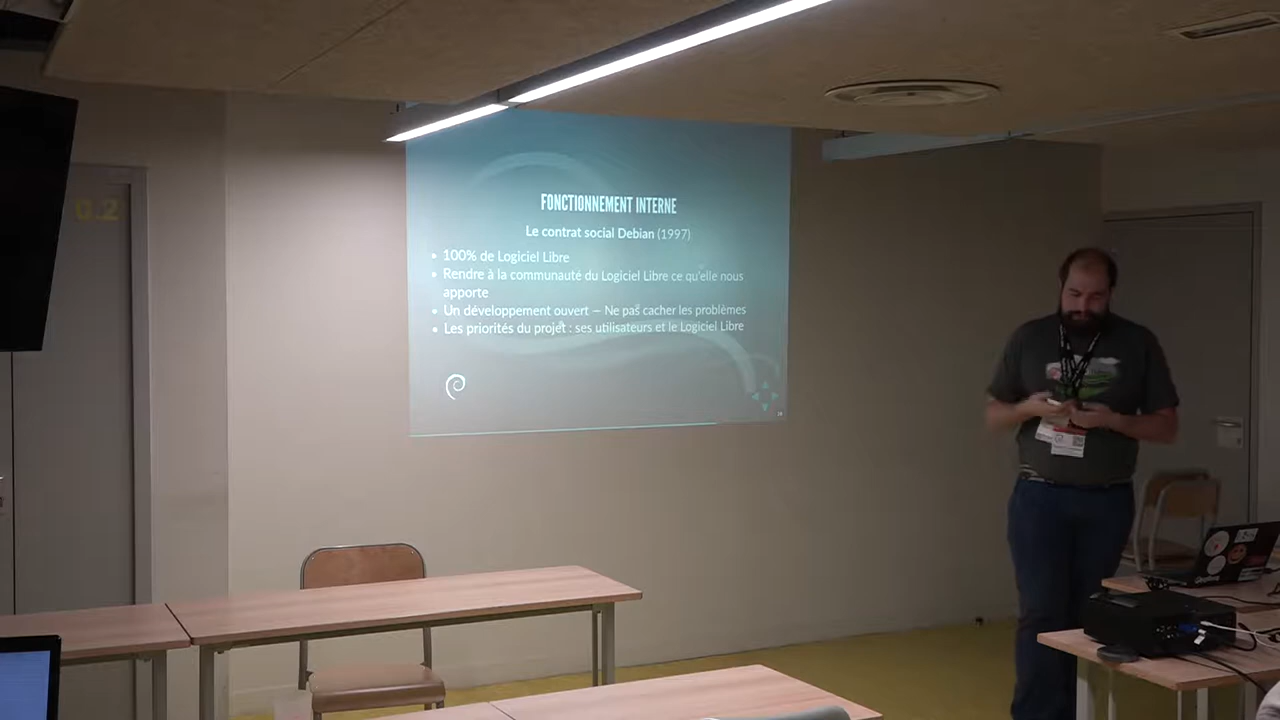 G.2
FONCTIONNEMENT INTERNE
Le contrat social Debian (1997)
100% de Logiciel Libre
Rendre à la communauté du Logiciel Libre ce qu'elle nous
apporte
Un développement ouvert – Ne pas cacher les problèmes
Les priorités du projet : ses utilisateurs et le Logiciel Libre